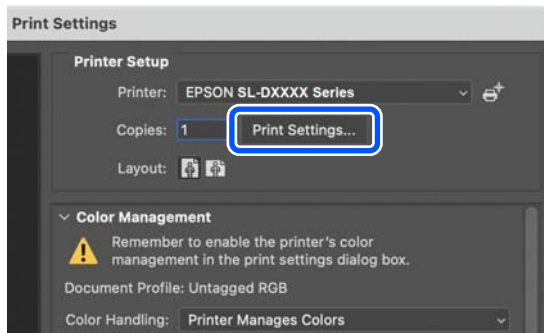 Print Settings
Printer Setup
Printer: EPSON SL-DXXXX Series
Copies: 1 Print Settings...
Layout:
Color Management
Remember to enable the printer's color
management in the print settings dialog box.
Document Profile: Untagged RGB
Color Handling: Printer Manages Colors